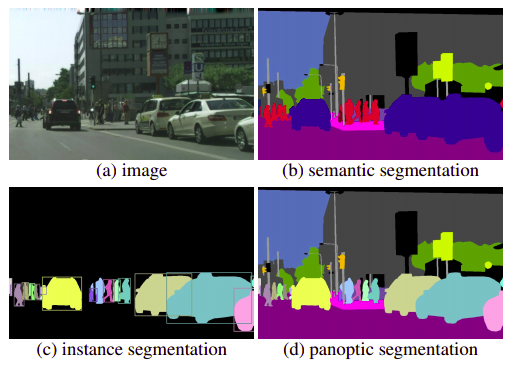 (a) image
(b) semantic segmentation
(c) instance segmentation
(d) panoptic segmentation